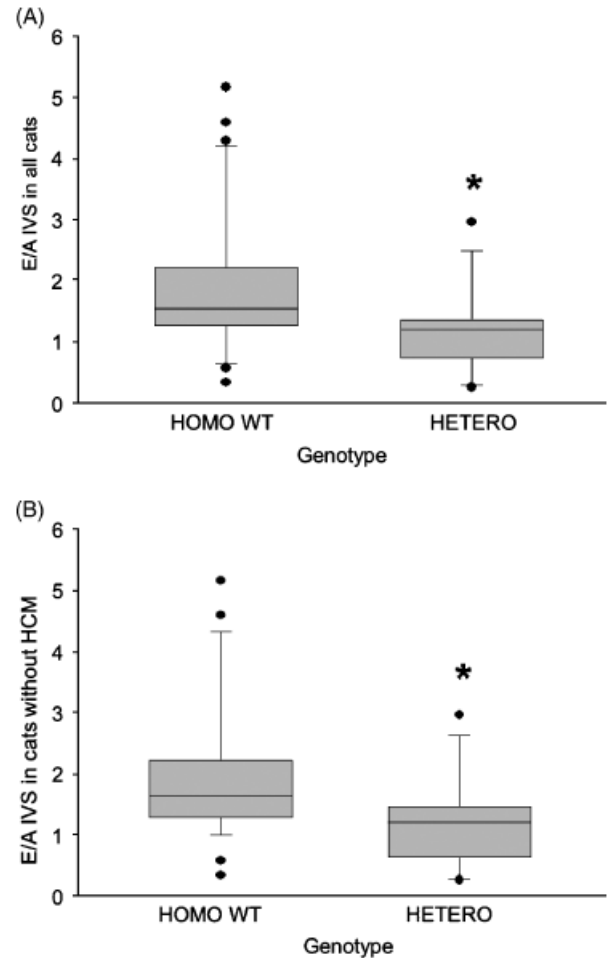 (A)
E/A IVS in all cats
6
5
4
3
2
1
0
*
HOMO WT HETERO
Genotype
(B)
E/A IVS in cats without HCM
6
5
4
3
2
1
0
*
HOMO WT HETERO
Genotype